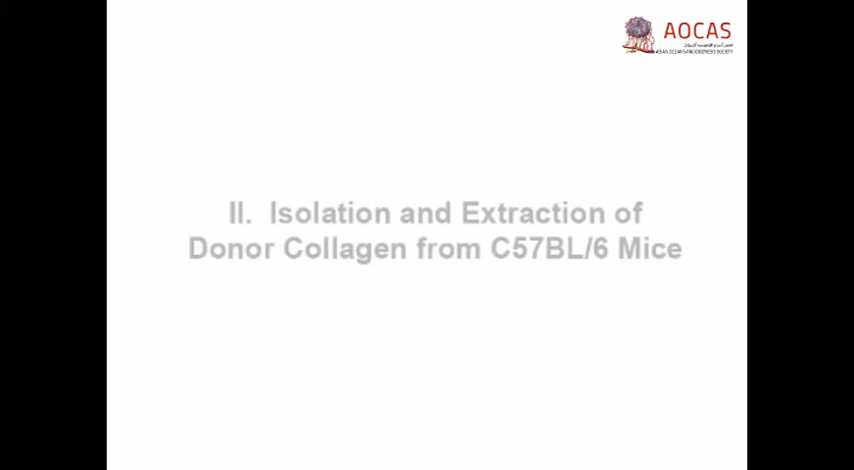 AOCAS
II. Isolation and Extraction of
Donor Collagen from C57BL/6 Mice